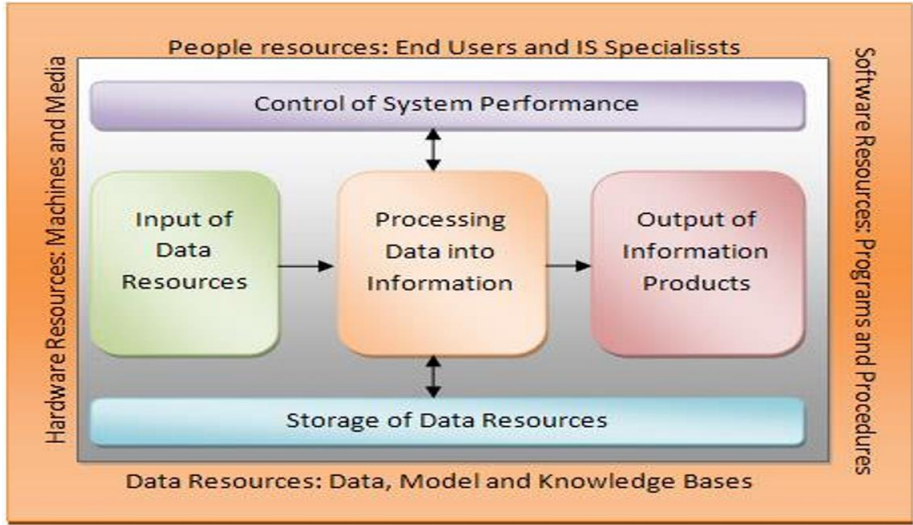 People resources: End Users and IS Specialissts
Hardware Resources: Machines and Media
Software Resources: Programs and Procedures
Control of System Performance
Input of
Data
Resources
Processing
Data into
Information
Output of
Information
Products
Storage of Data Resources
Data Resources: Data, Model and Knowledge Bases